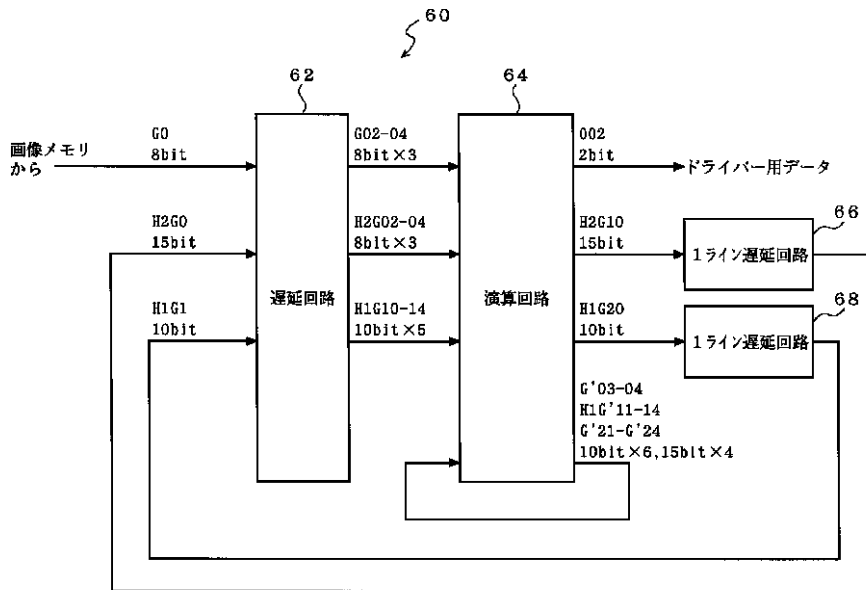 60
62
64
画像メモリ
から
G0
8bit
G02-04
8bit×3
002
2bit
ドライバー用データ
H2G0
15bit
H2G02-04
8bit×3
H2G10
15bit
1ライン遅延回路
66
遅延回路
演算回路
H1G1
10bit
H1G10-14
10bit×5
H1G20
10bit
1ライン遅延回路
68
G'03-04
H1G'11-14
G'21-G'24
10bit×6,15bit×4